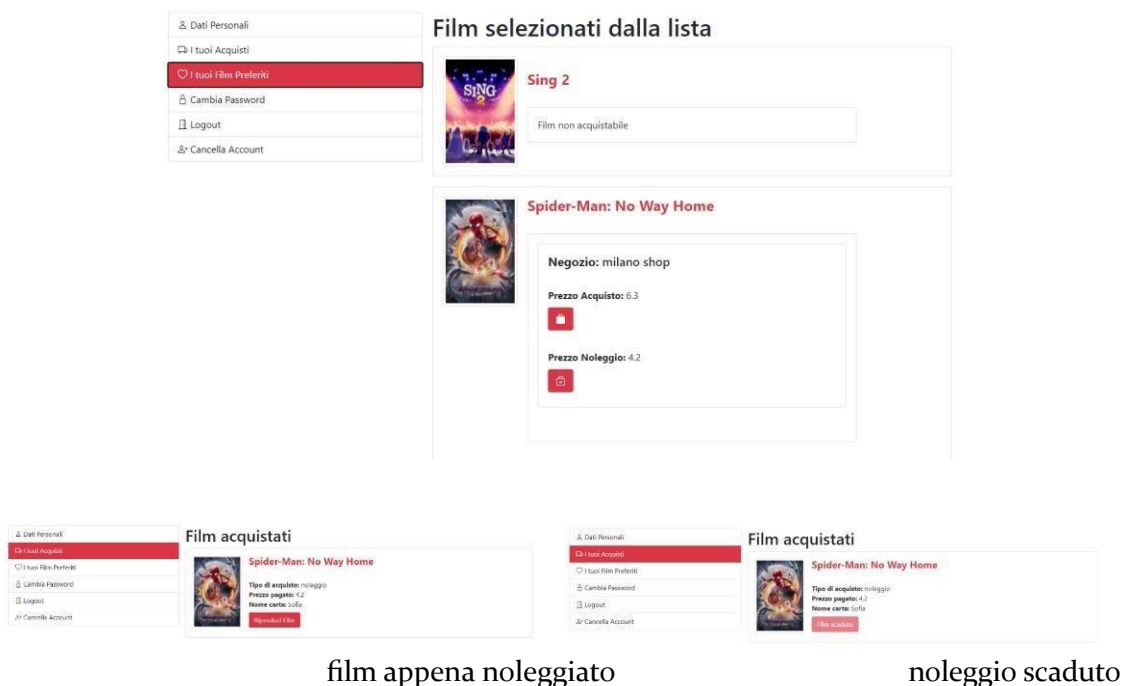 Dati Personali
I tuoi Acquisti
I tuoi Film Preferiti
Cambia Password
Logout
Cancella Account
Film selezionati dalla lista
SING
2
Sing 2
Film non acquistabile
Spider-Man: No Way Home
Negozio: milano shop
Prezzo Acquisto: 6.3
Prezzo Noleggio: 4.2
Dati Personali
I tuoi Acquisti
I tuoi Film Preferiti
Cambia Password
Logout
Cancella Account
Film acquistati
Spider-Man: No Way Home
Tipo di acquisto: noleggio
Prezzo pagato: 4.2
Nome carta: Sofia
Riproduci Film
Dati Personali
I tuoi Acquisti
I tuoi Film Preferiti
Cambia Password
Logout
Cancella Account
Film acquistati
Spider-Man: No Way Home
Tipo di acquisto: noleggio
Prezzo pagato: 4.2
Nome carta: Sofia
Film scaduto
film appena noleggiato
noleggio scaduto